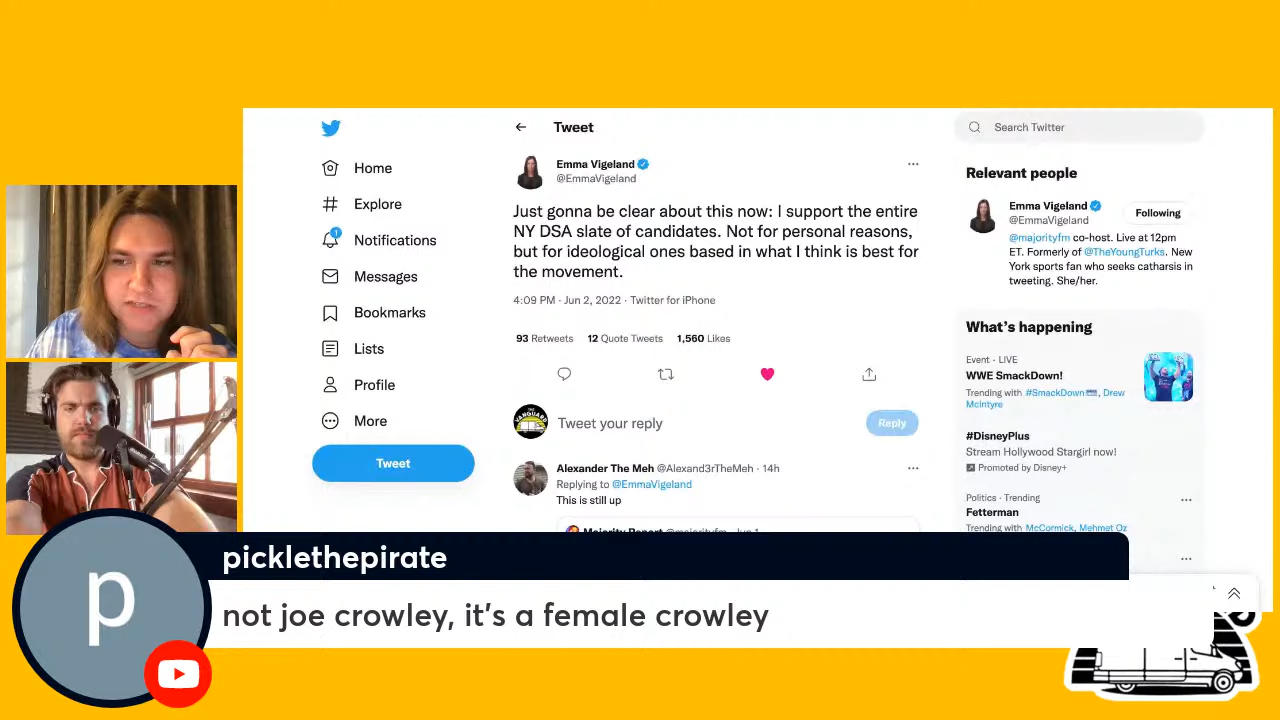 Home
Explore
1
Notifications
Messages
Bookmarks
Lists
Profile
More
Tweet
Tweet
Emma Vigeland
@EmmaVigeland
Just gonna be clear about this now: I support the entire
NY DSA slate of candidates. Not for personal reasons,
but for ideological ones based in what I think is best for
the movement.
4:09 PM · Jun 2, 2022 · Twitter for iPhone
93 Retweets 12 Quote Tweets 1,560 Likes
VANGUARD
Tweet your reply
Reply
Alexander The Meh @Alexand3rTheMeh · 14h
Replying to @EmmaVigeland
This is still up
Majority Report @majorityfm · Jun 1
Search Twitter
Relevant people
Emma Vigeland
@EmmaVigeland
Following
@majorityfm co-host. Live at 12pm
ET. Formerly of @TheYoungTurks. New
York sports fan who seeks catharsis in
tweeting. She/her.
What's happening
Event · LIVE
WWE SmackDown!
Trending with #SmackDown, Drew
McIntyre
#DisneyPlus
Stream Hollywood Stargirl now!
Promoted by Disney+
Politics · Trending
Fetterman
Trending with McCormick, Mehmet Oz
p
picklethepirate
not joe crowley, it's a female crowley